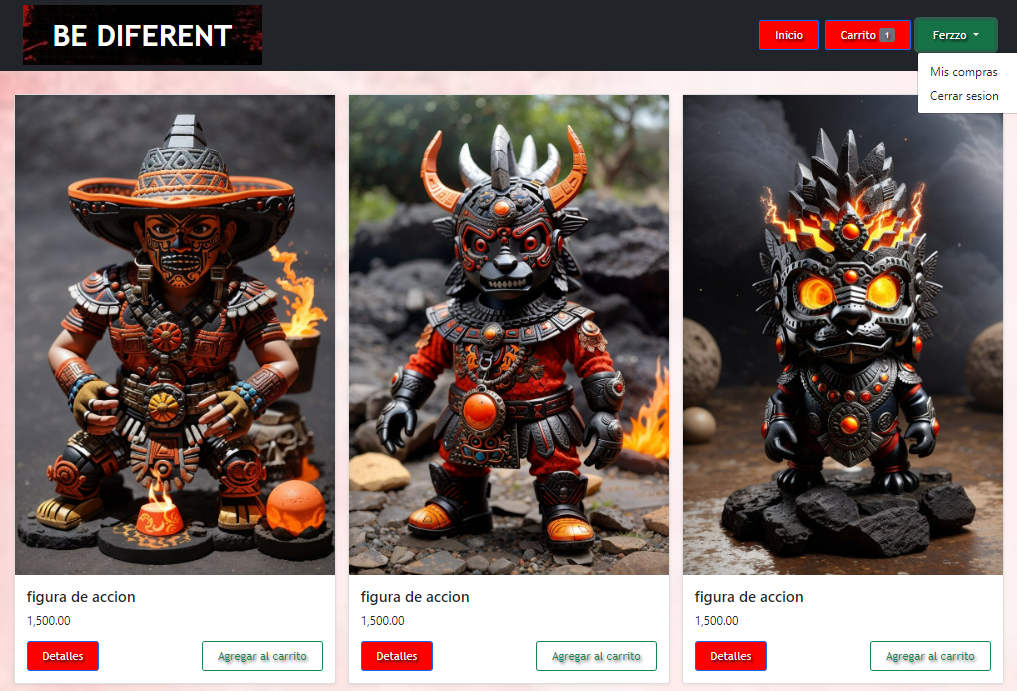 BE DIFERENT
Inicio
Carrito 1
Ferzzo
Mis compras
Cerrar sesion
figura de accion
1,500.00
Detalles
Agregar al carrito
figura de accion
1,500.00
Detalles
Agregar al carrito
figura de accion
1,500.00
Detalles
Agregar al carrito